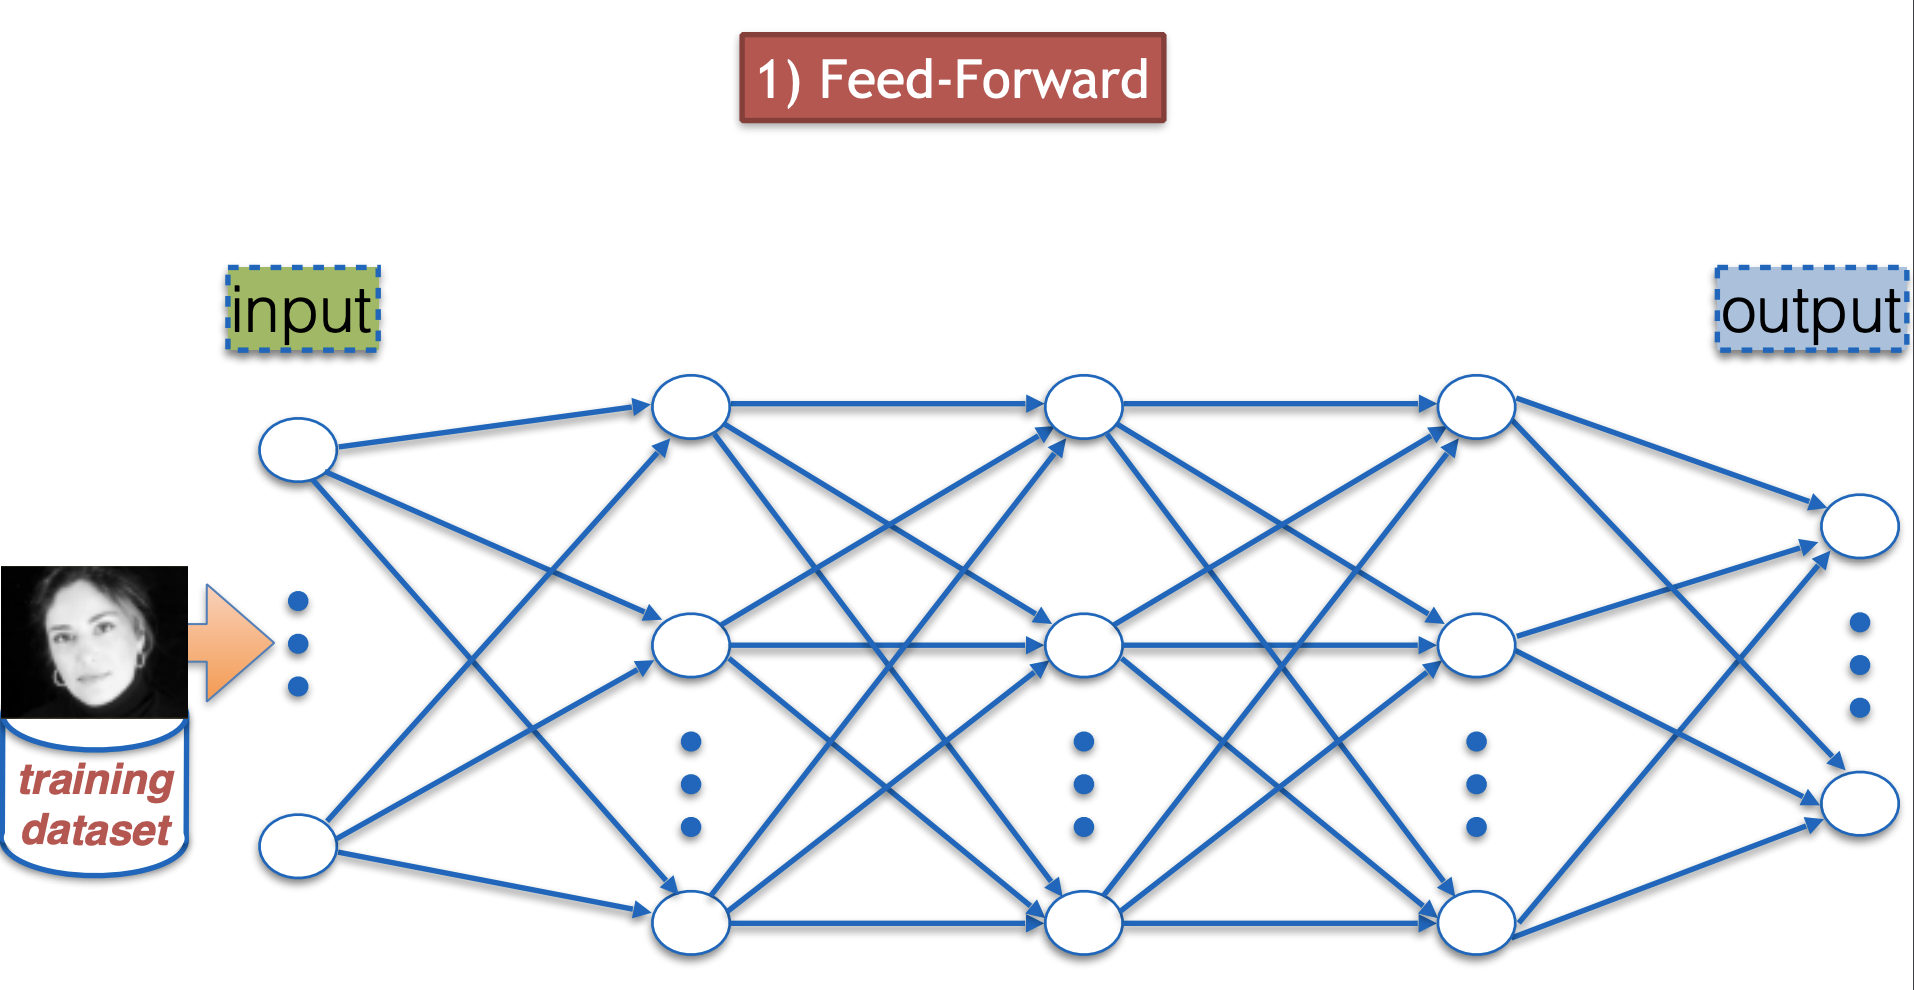 1) Feed-Forward
input
output
training
dataset